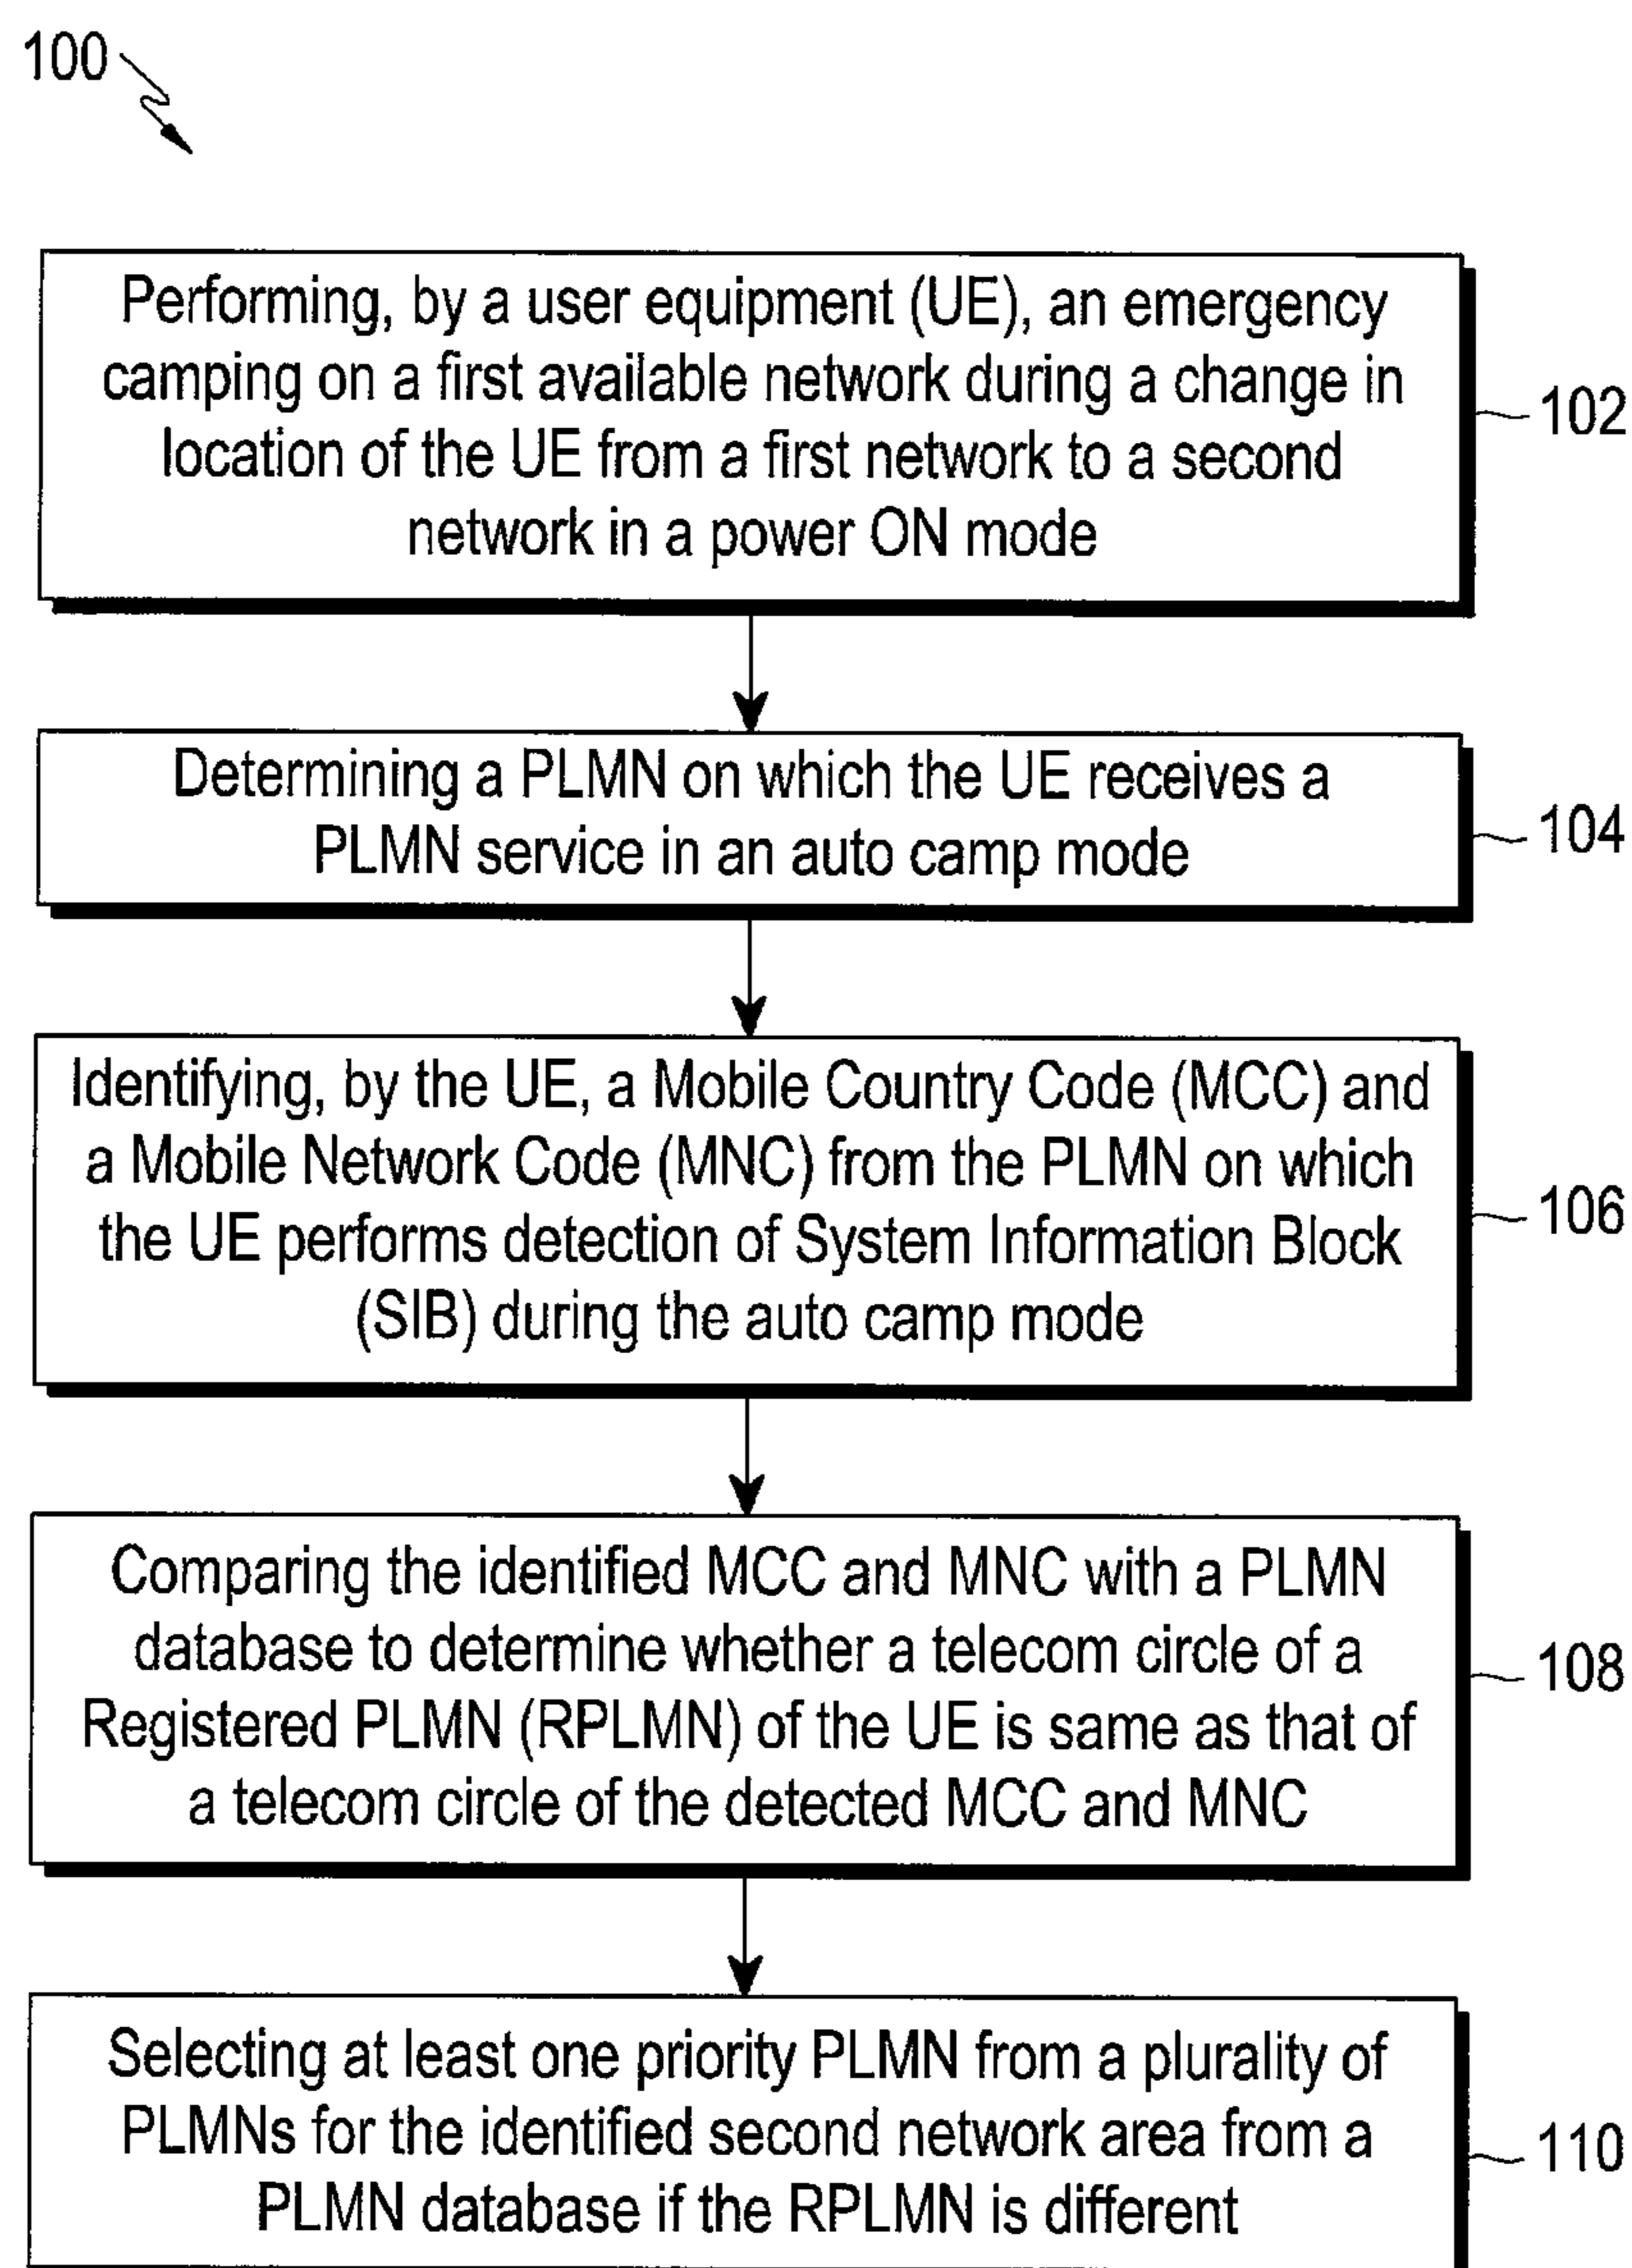 100
Performing, by a user equipment (UE), an emergency
camping on a first available network during a change in
location of the UE from a first network to a second
network in a power ON mode
102
Determining a PLMN on which the UE receives a
PLMN service in an auto camp mode
104
Identifying, by the UE, a Mobile Country Code (MCC) and
a Mobile Network Code (MNC) from the PLMN on which
the UE performs detection of System Information Block
(SIB) during the auto camp mode
106
Comparing the identified MCC and MNC with a PLMN
database to determine whether a telecom circle of a
Registered PLMN (RPLMN) of the UE is same as that of
a telecom circle of the detected MCC and MNC
108
Selecting at least one priority PLMN from a plurality of
PLMNs for the identified second network area from a
PLMN database if the RPLMN is different
110